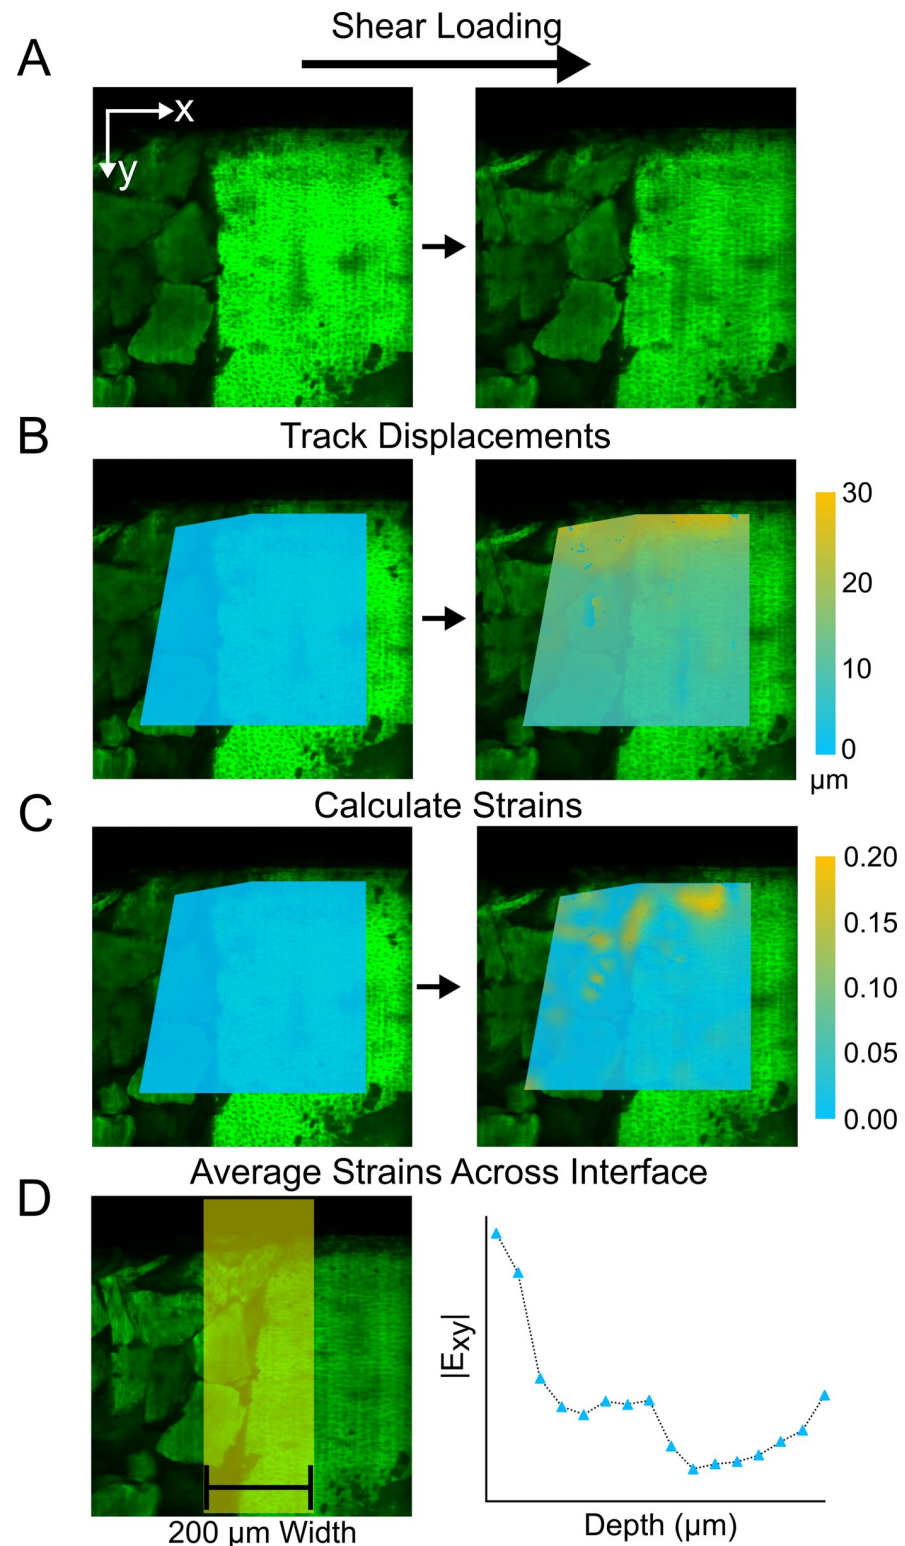 Shear Loading
A
x
y
B
Track Displacements
30
20
10
0
µm
C
Calculate Strains
0.20
0.15
0.10
0.05
0.00
Average Strains Across Interface
D
|Exy|
200 µm Width
Depth (µm)